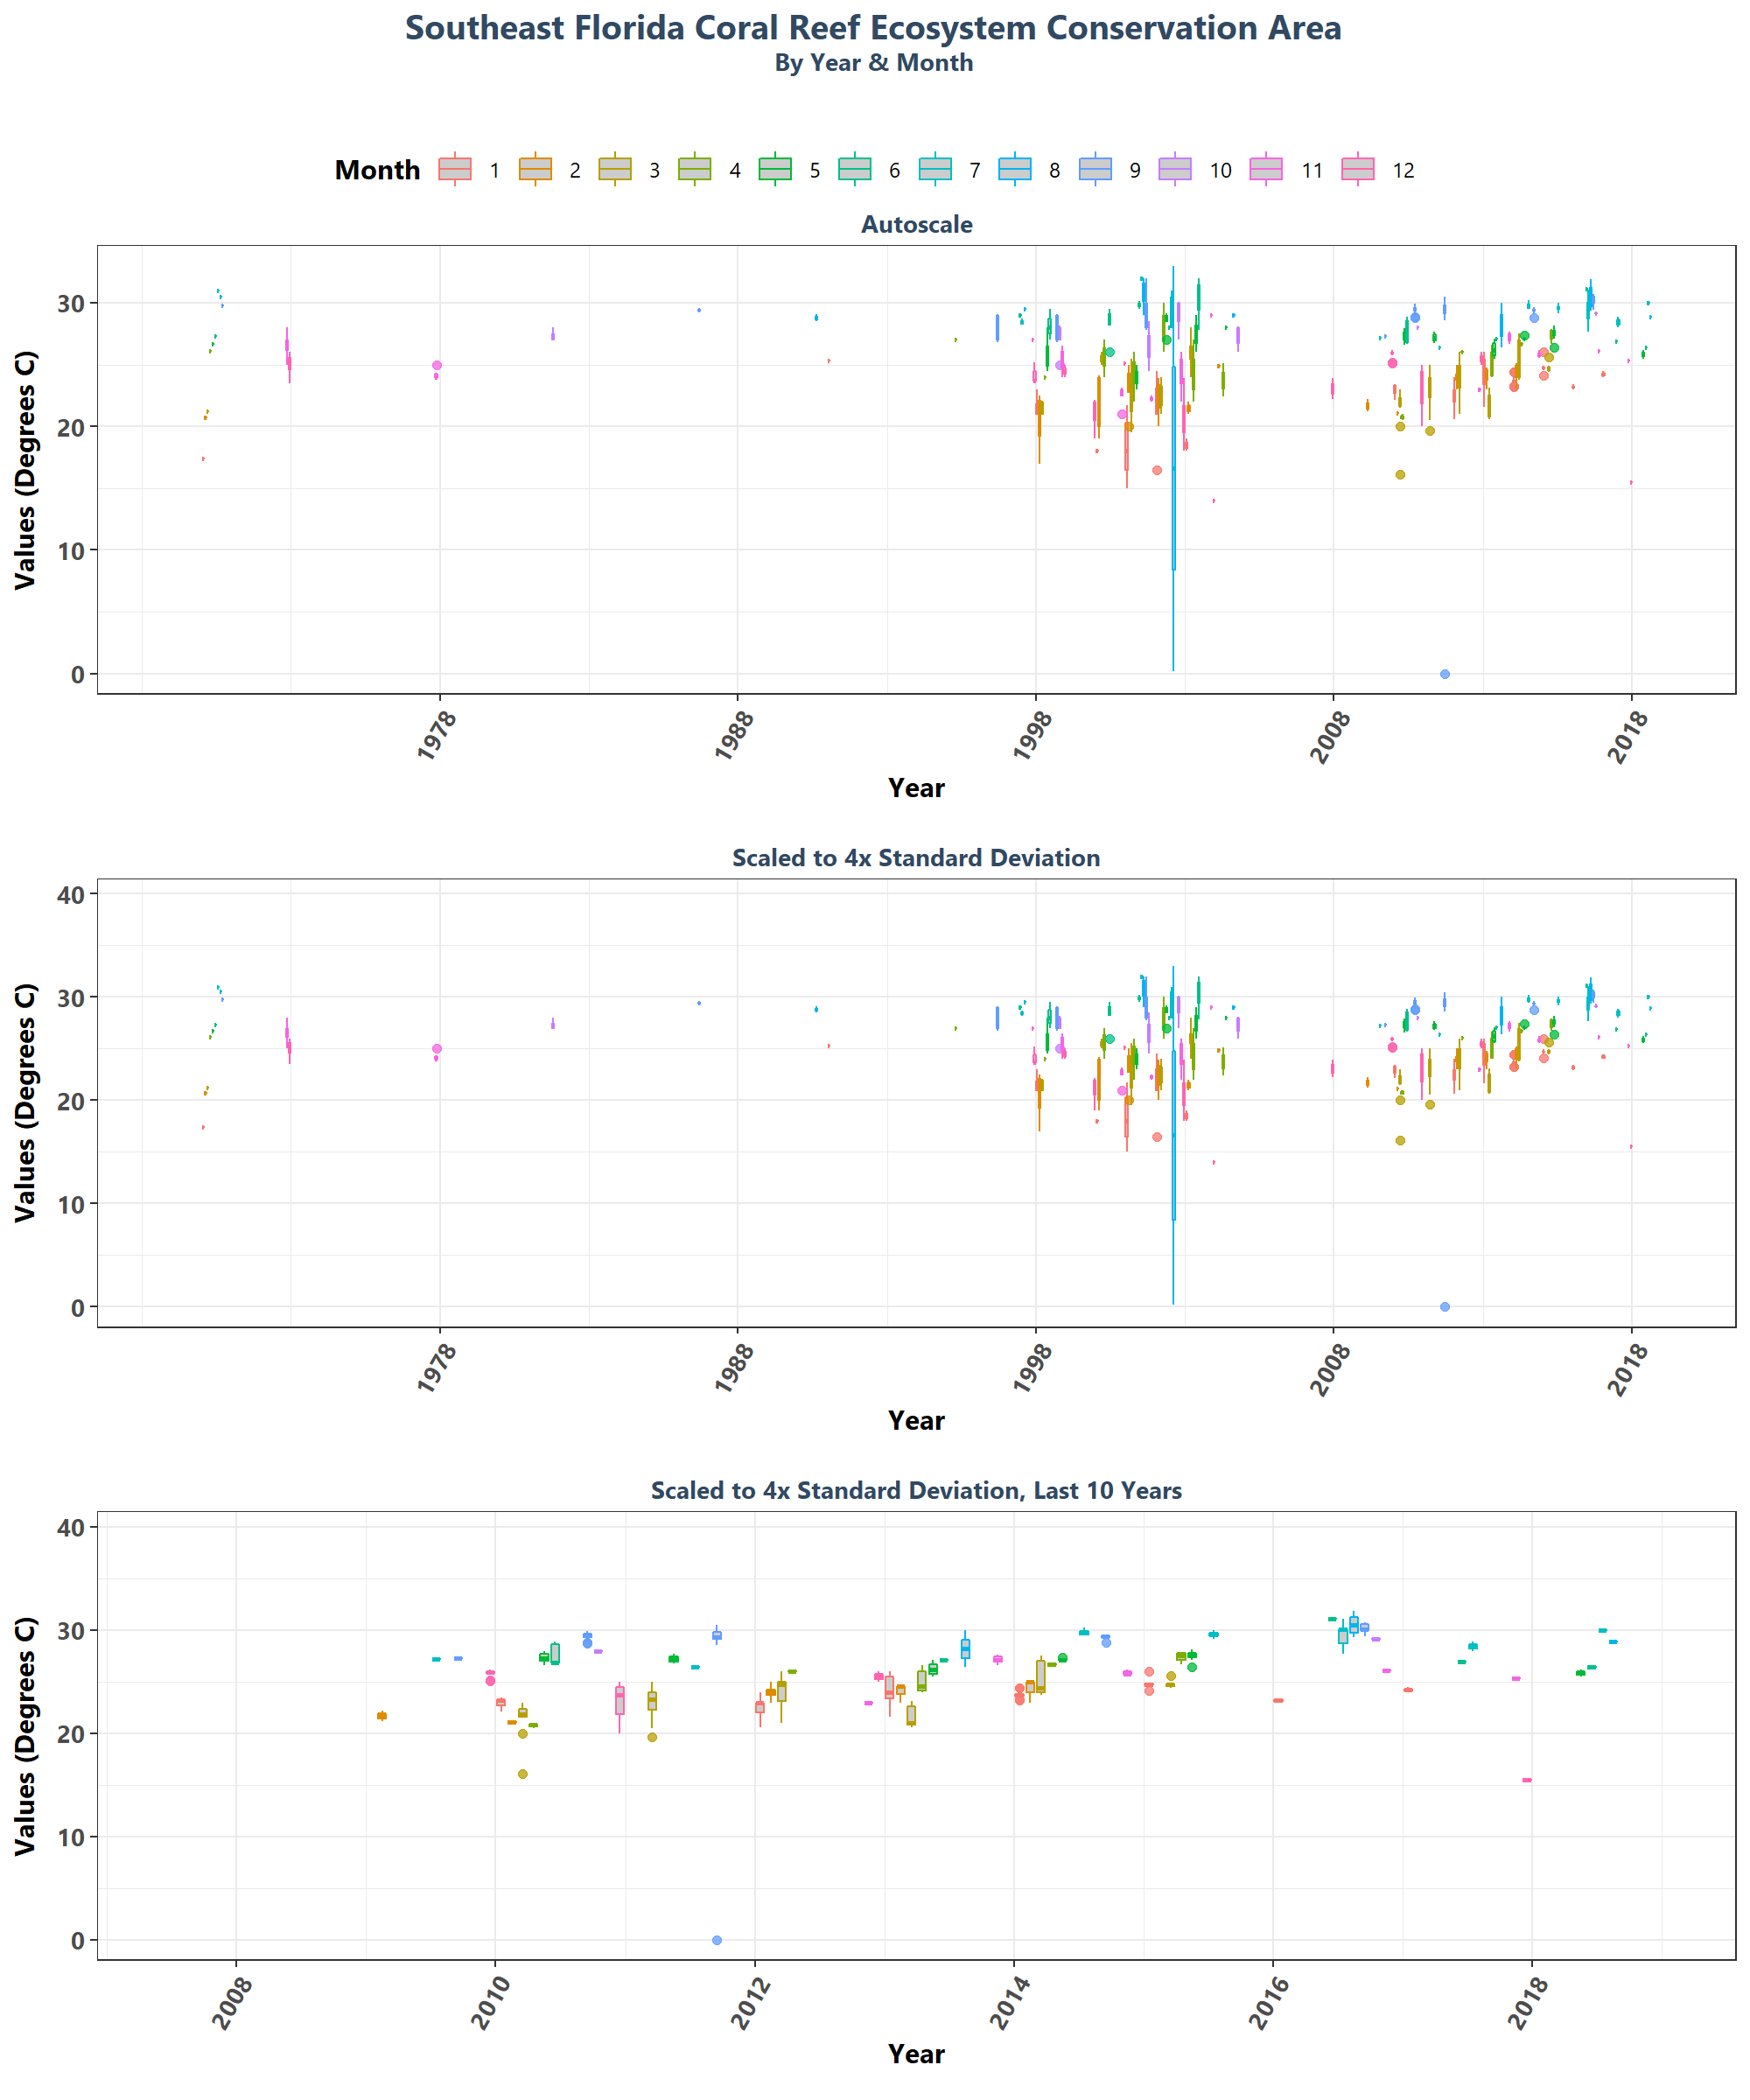 Southeast Florida Coral Reef Ecosystem Conservation Area
By Year & Month
Month 1 2 3 4 5 6 7 8 9 10 11 12
Autoscale
Values (Degrees C)
30
20
10
0
1978 1988 1998 2008 2018
Year
Scaled to 4x Standard Deviation
Values (Degrees C)
40
30
20
10
0
1978 1988 1998 2008 2018
Year
Scaled to 4x Standard Deviation, Last 10 Years
Values (Degrees C)
40
30
20
10
0
2008 2010 2012 2014 2016 2018
Year